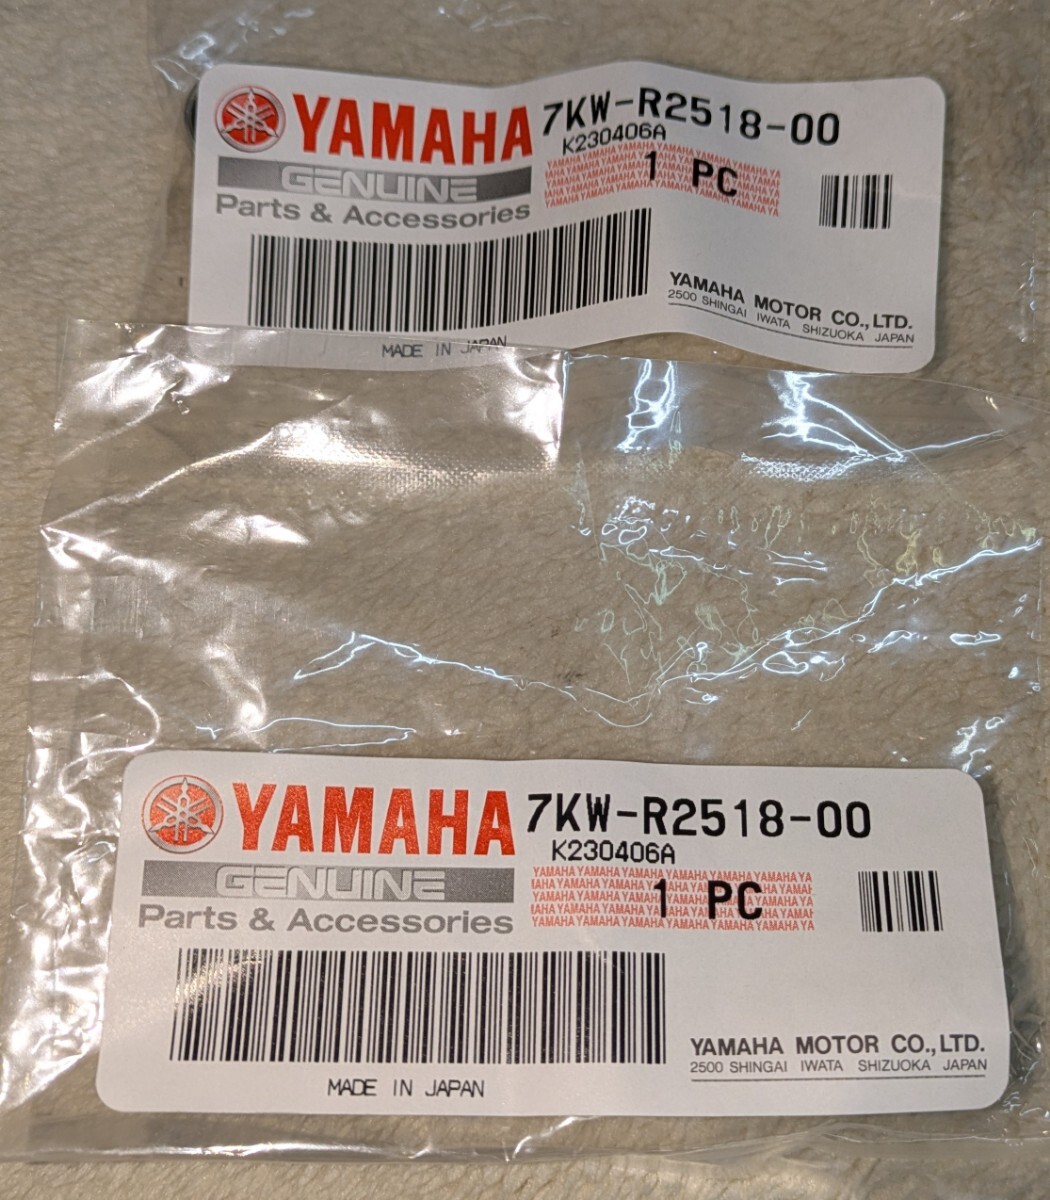 YAMAHA 7KW-R2518-00
K230406A
GENUINE
1 PC
Parts & Accessories
YAMAHA MOTOR CO.,LTD.
2500 SHINGAI IWATA SHIZUOKA JAPAN
MADE IN JAPAN
YAMAHA 7KW-R2518-00
K230406A
GENUINE
1 PC
Parts & Accessories
YAMAHA MOTOR CO.,LTD.
2500 SHINGAI IWATA SHIZUOKA JAPAN
MADE IN JAPAN